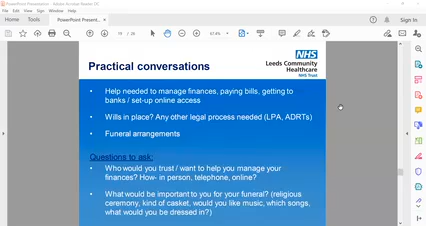 PowerPoint Presentation - Adobe Acrobat Reader DC
File Edit View Sign Window Help
Home Tools PowerPoint Present... × Sign In
19 / 26 57.4%
Practical conversations
NHS
Leeds Community
Healthcare
NHS Trust
• Help needed to manage finances, paying bills, getting to
banks / set-up online access
• Wills in place? Any other legal process needed (LPA, ADRTs)
• Funeral arrangements
Questions to ask:
• Who would you trust / want to help you manage your
finances? How- in person, telephone, online?
• What would be important to you for your funeral? (religious
ceremony, kind of casket, would you like music, which songs,
what would you be dressed in?)